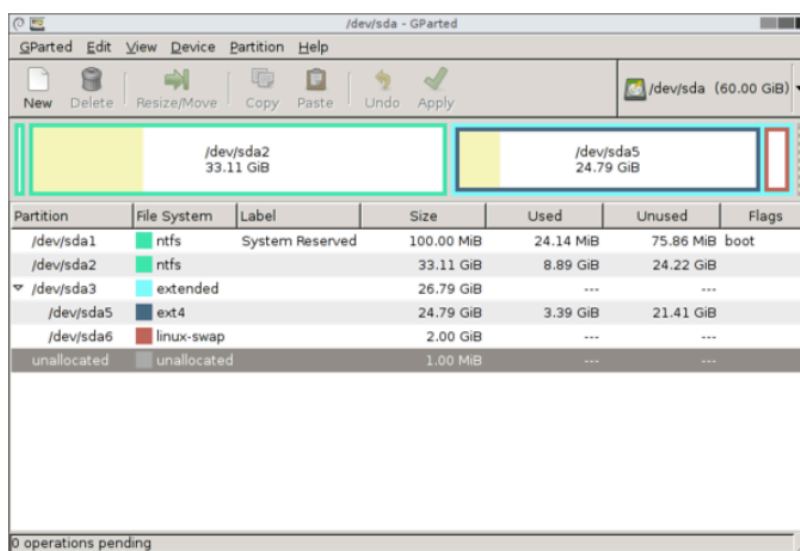 /dev/sda - GParted
GParted Edit View Device Partition Help
New Delete Resize/Move Copy Paste Undo Apply /dev/sda (60.00 GiB)
/dev/sda2 /dev/sda5
33.11 GiB 24.79 GiB
Partition File System Label Size Used Unused Flags
/dev/sda1 ntfs System Reserved 100.00 MiB 24.14 MiB 75.86 MiB boot
/dev/sda2 ntfs 33.11 GiB 8.89 GiB 24.22 GiB
/dev/sda3 extended 26.79 GiB --- ---
/dev/sda5 ext4 24.79 GiB 3.39 GiB 21.41 GiB
/dev/sda6 linux-swap 2.00 GiB --- ---
unallocated unallocated 1.00 MiB --- ---
0 operations pending